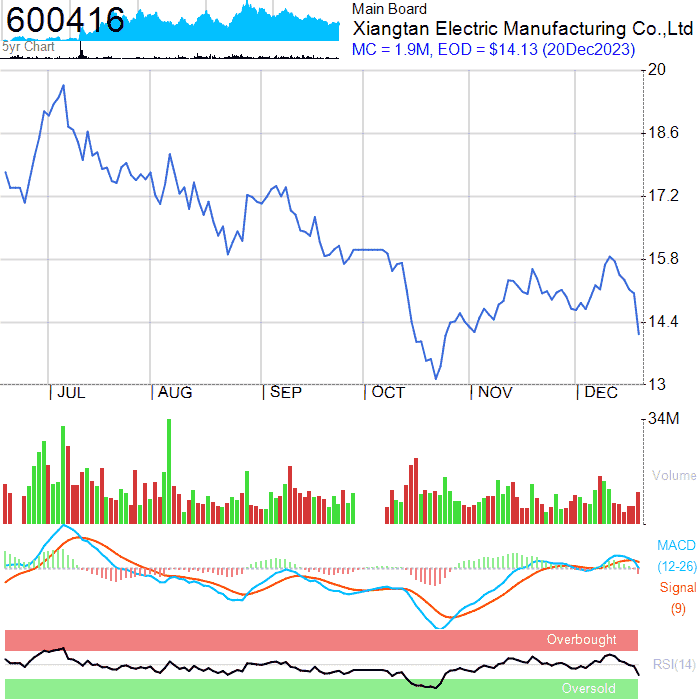 600416
5yr Chart
Main Board
Xiangtan Electric Manufacturing Co.,Ltd
MC = 1.9M, EOD = $14.13 (20Dec2023)
20
18.6
17.2
15.8
14.4
13
JUL AUG SEP OCT NOV DEC
34M
Volume
MACD
(12-26)
Signal
(9)
Overbought
RSI(14)
Oversold